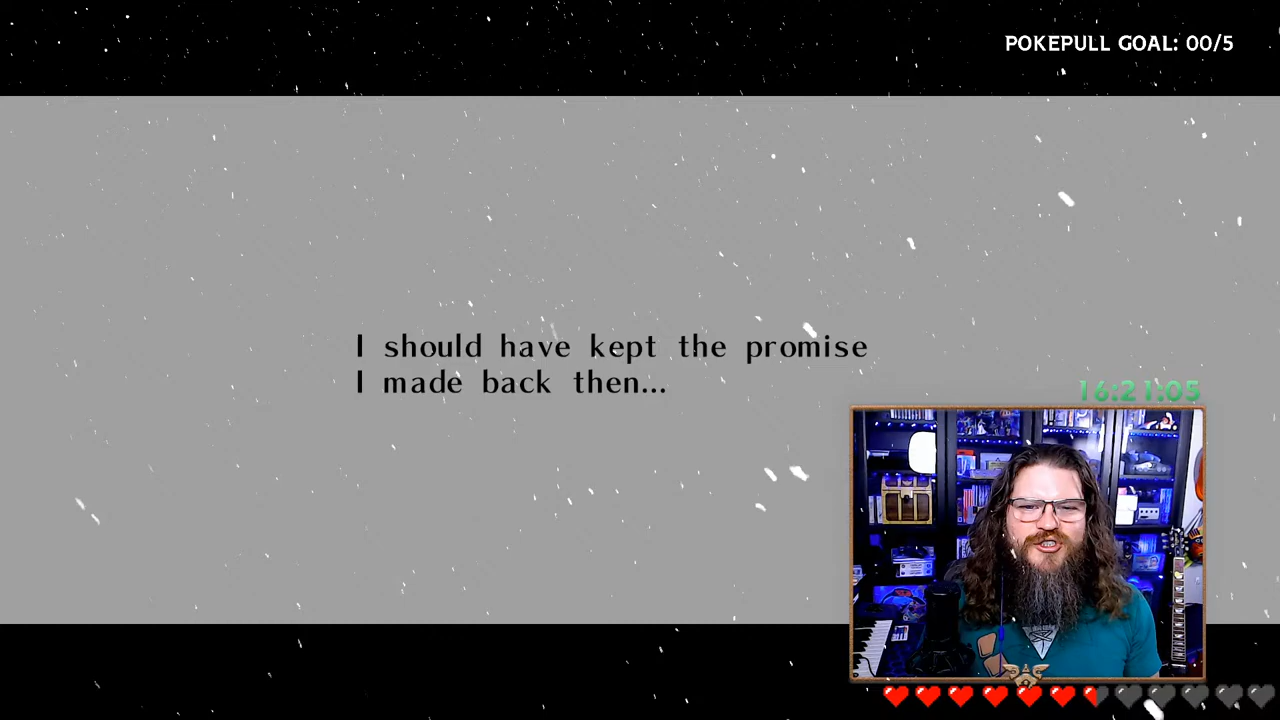 POKEPULL GOAL: 00/5
I should have kept the promise
I made back then...
16:21:05